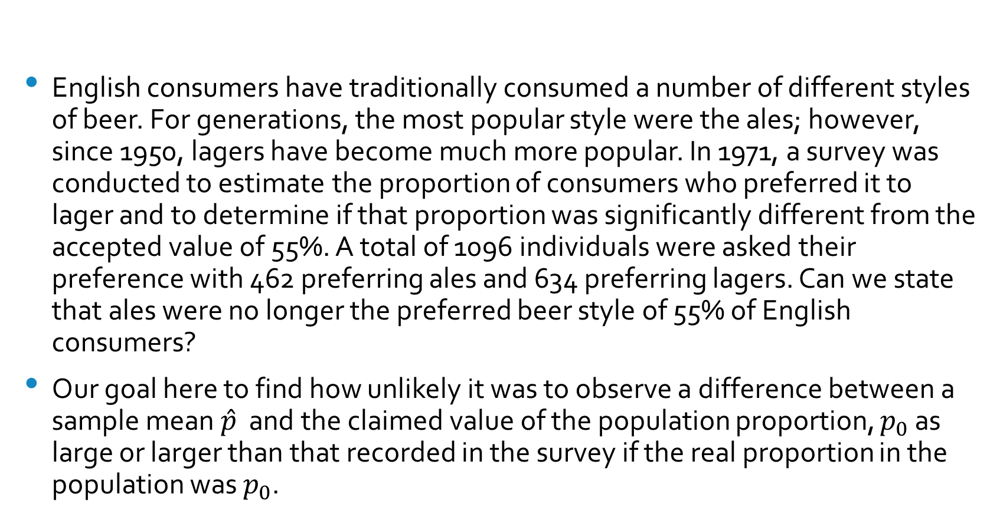 • English consumers have traditionally consumed a number of different styles
of beer. For generations, the most popular style were the ales; however,
since 1950, lagers have become much more popular. In 1971, a survey was
conducted to estimate the proportion of consumers who preferred it to
lager and to determine if that proportion was significantly different from the
accepted value of 55%. A total of 1096 individuals were asked their
preference with 462 preferring ales and 634 preferring lagers. Can we state
that ales were no longer the preferred beer style of 55% of English
consumers?
• Our goal here to find how unlikely it was to observe a difference between a
sample mean p̂ and the claimed value of the population proportion, p₀ as
large or larger than that recorded in the survey if the real proportion in the
population was p₀.